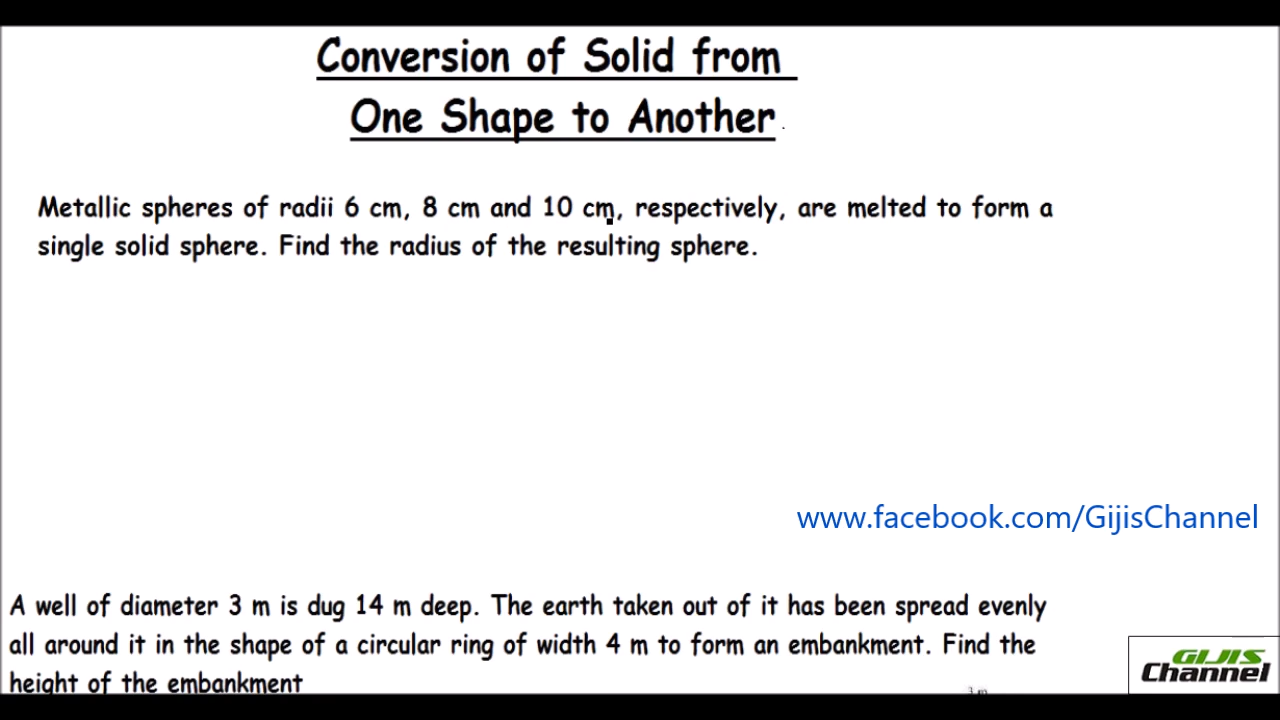 Conversion of Solid from
One Shape to Another
Metallic spheres of radii 6 cm, 8 cm and 10 cm, respectively, are melted to form a
single solid sphere. Find the radius of the resulting sphere.
www.facebook.com/GijisChannel
A well of diameter 3 m is dug 14 m deep. The earth taken out of it has been spread evenly
all around it in the shape of a circular ring of width 4 m to form an embankment. Find the
height of the embankment
GIJIS
Channel